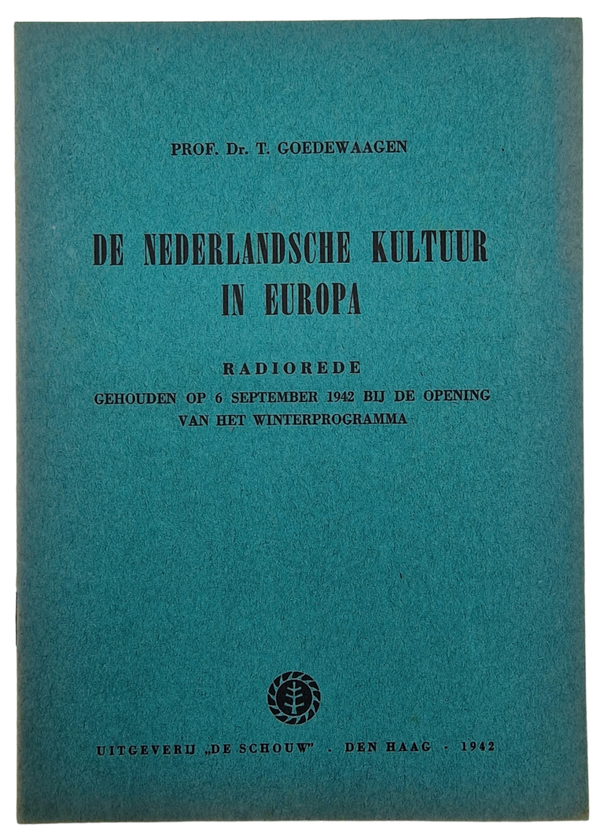 PROF. Dr. T. GOEDEWAAGEN
DE NEDERLANDSCHE KULTUUR
IN EUROPA
RADIOREDE
GEHOUDEN OP 6 SEPTEMBER 1942 BIJ DE OPENING
VAN HET WINTERPROGRAMMA
UITGEVERIJ „DE SCHOUW" . DEN HAAG - 1942